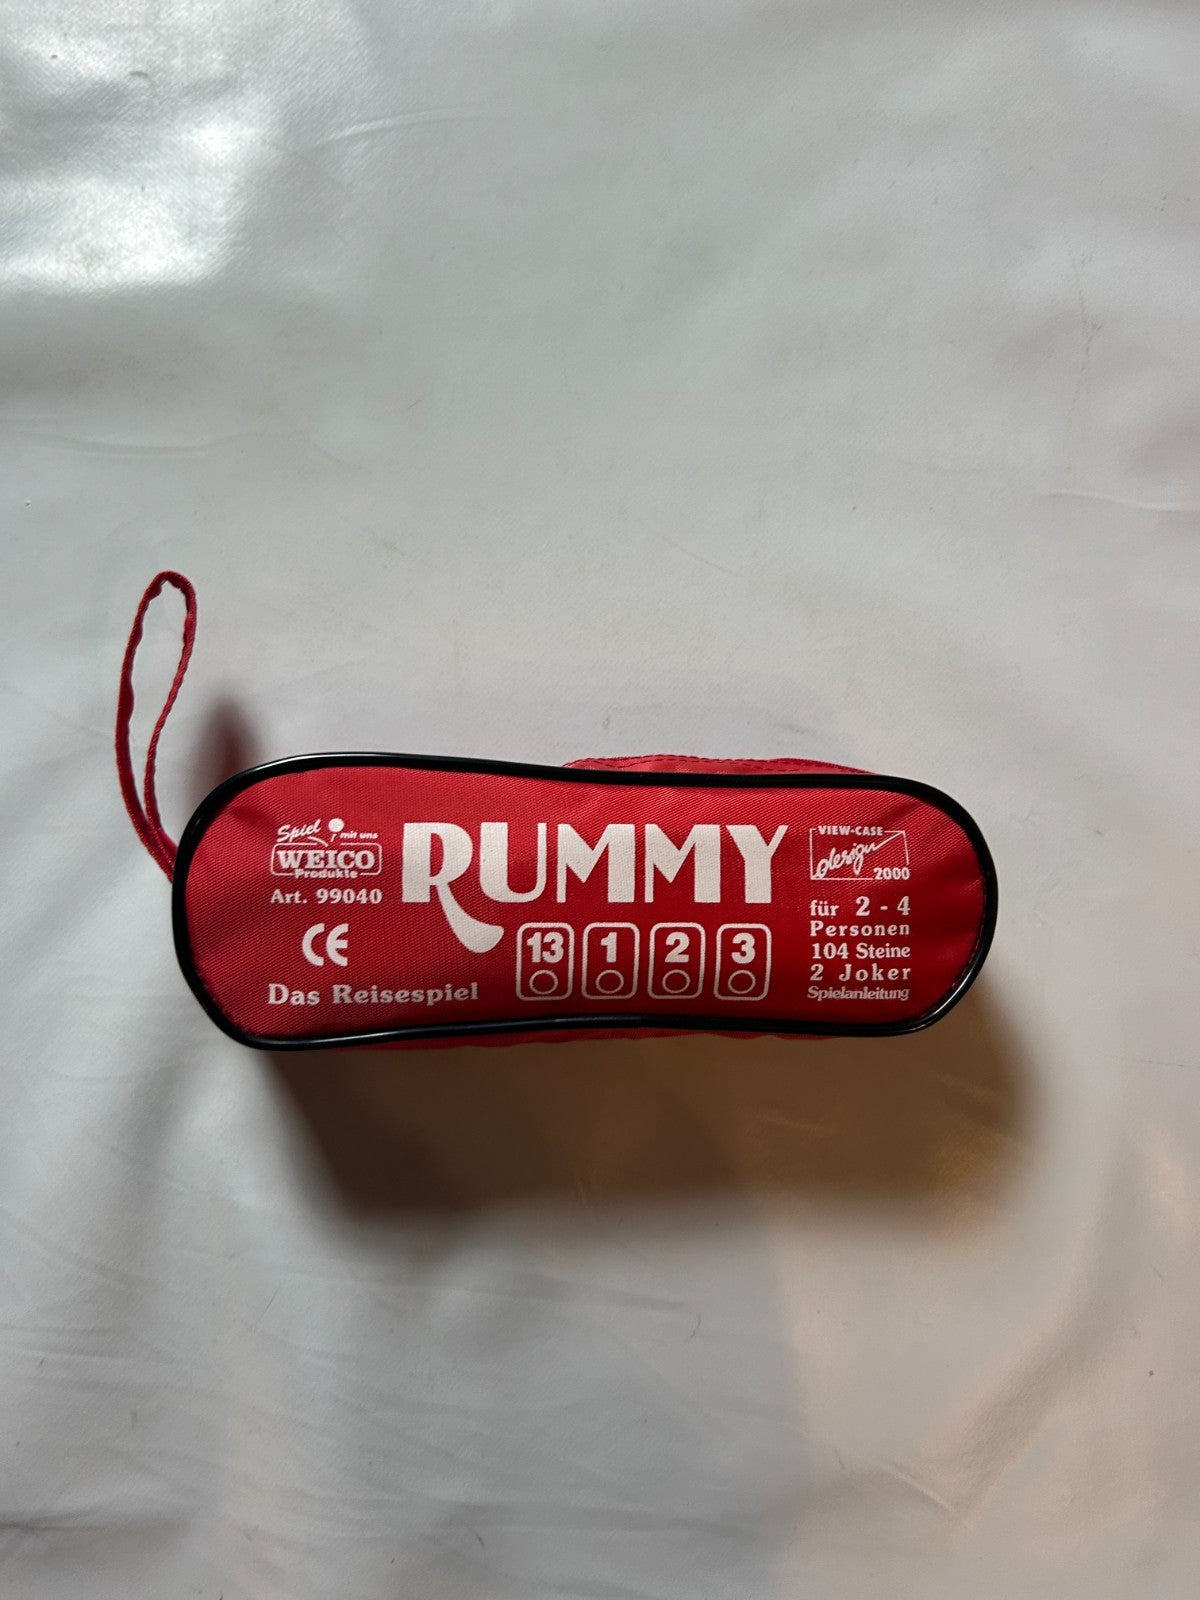 Spiel mit uns
WEICO
Produkte
Art. 99040
CE
Das Reisespiel
RUMMY
13 1 2 3
VIEW-CASE
design
2000
für 2 - 4
Personen
104 Steine
2 Joker
Spielanleitung